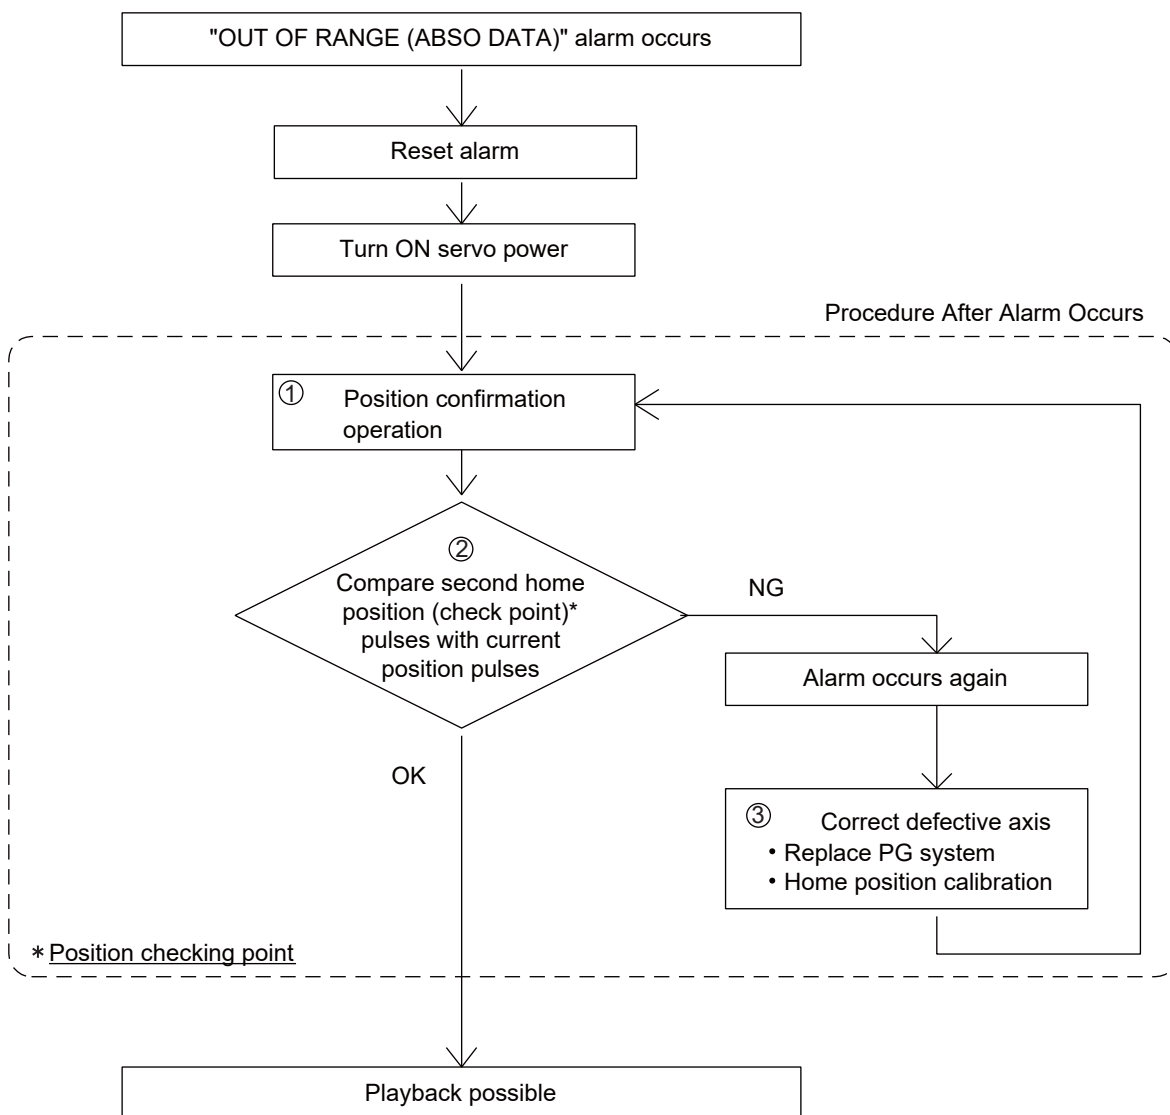 "OUT OF RANGE (ABSO DATA)" alarm occurs
Reset alarm
Turn ON servo power
Procedure After Alarm Occurs
① Position confirmation
operation
②
Compare second home
position (check point)*
pulses with current
position pulses
NG
Alarm occurs again
OK
③ Correct defective axis
・Replace PG system
・Home position calibration
* Position checking point
Playback possible